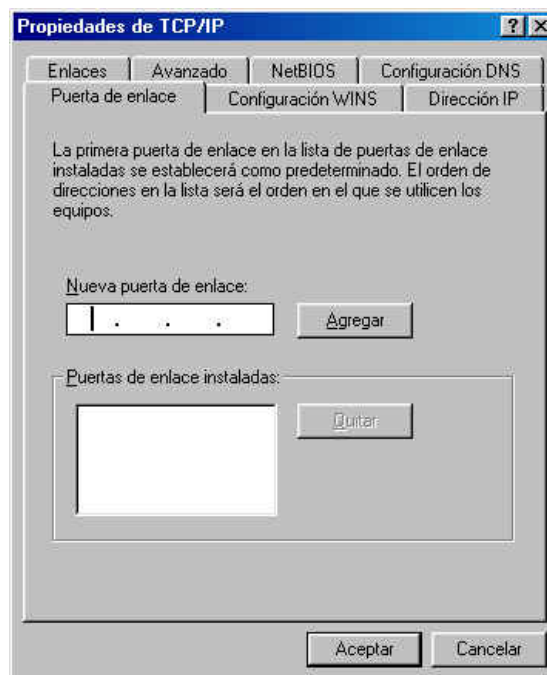 Propiedades de TCP/IP
Enlaces Avanzado NetBIOS Configuración DNS
Puerta de enlace Configuración WINS Dirección IP
La primera puerta de enlace en la lista de puertas de enlace
instaladas se establecerá como predeterminado. El orden de
direcciones en la lista será el orden en el que se utilicen los
equipos.
Nueva puerta de enlace:
. . .
Agregar
Puertas de enlace instaladas:
Quitar
Aceptar Cancelar